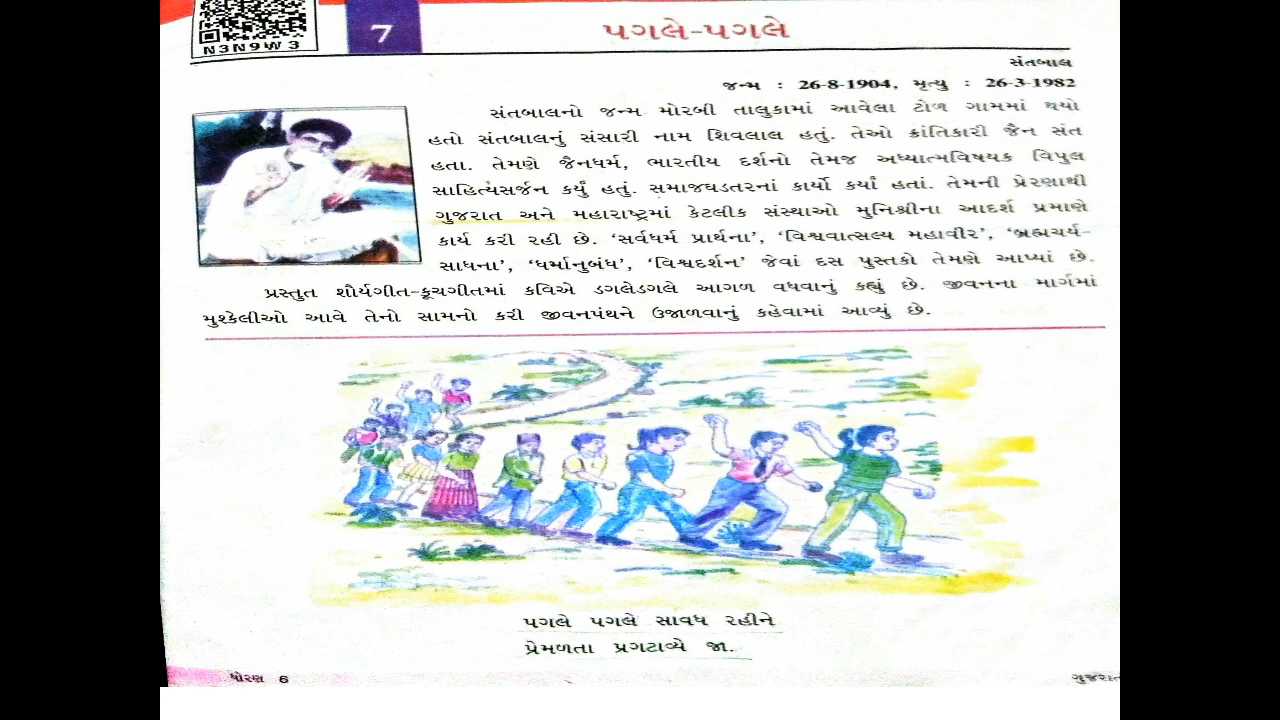 N3N9W3
7
પગલે-પગલે
સંતબાલ
જન્મ : 26-8-1904, મૃત્યુ : 26-3-1982
સંતબાલનો જન્મ મોરબી તાલુકામાં આવેલા ટોળ ગામમાં થયો
હતો સંતબાલનું સંસારી નામ શિવલાલ હતું. તેઓ ક્રાંતિકારી જૈન સંત
હતા. તેમણે જૈનધર્મ, ભારતીય દર્શનો તેમજ અધ્યાત્મવિષયક વિપુલ
સાહિત્યસર્જન કર્યું હતું. સમાજઘડતરનાં કાર્યો કર્યાં હતાં. તેમની પ્રેરણાથી
ગુજરાત અને મહારાષ્ટ્રમાં કેટલીક સંસ્થાઓ મુનિશ્રીના આદર્શ પ્રમાણે
કાર્ય કરી રહી છે. ‘સર્વધર્મ પ્રાર્થના’, ‘વિશ્વવાત્સલ્ય મહાવીર’, ‘બ્રહ્મચર્ય-
સાધના’, ‘ધર્માનુબંધ’, ‘વિશ્વદર્શન’ જેવાં દસ પુસ્તકો તેમણે આપ્યાં છે.
પ્રસ્તુત શૌર્યગીત-કૂચગીતમાં કવિએ ડગલેડગલે આગળ વધવાનું કહ્યું છે. જીવનના માર્ગમાં
મુશ્કેલીઓ આવે તેનો સામનો કરી જીવનપંથને ઉજાળવાનું કહેવામાં આવ્યું છે.
પગલે પગલે સાવધ રહીને
પ્રેમળતા પ્રગટાવ્યે જા.
ધોરણ 6
ગુજરાત